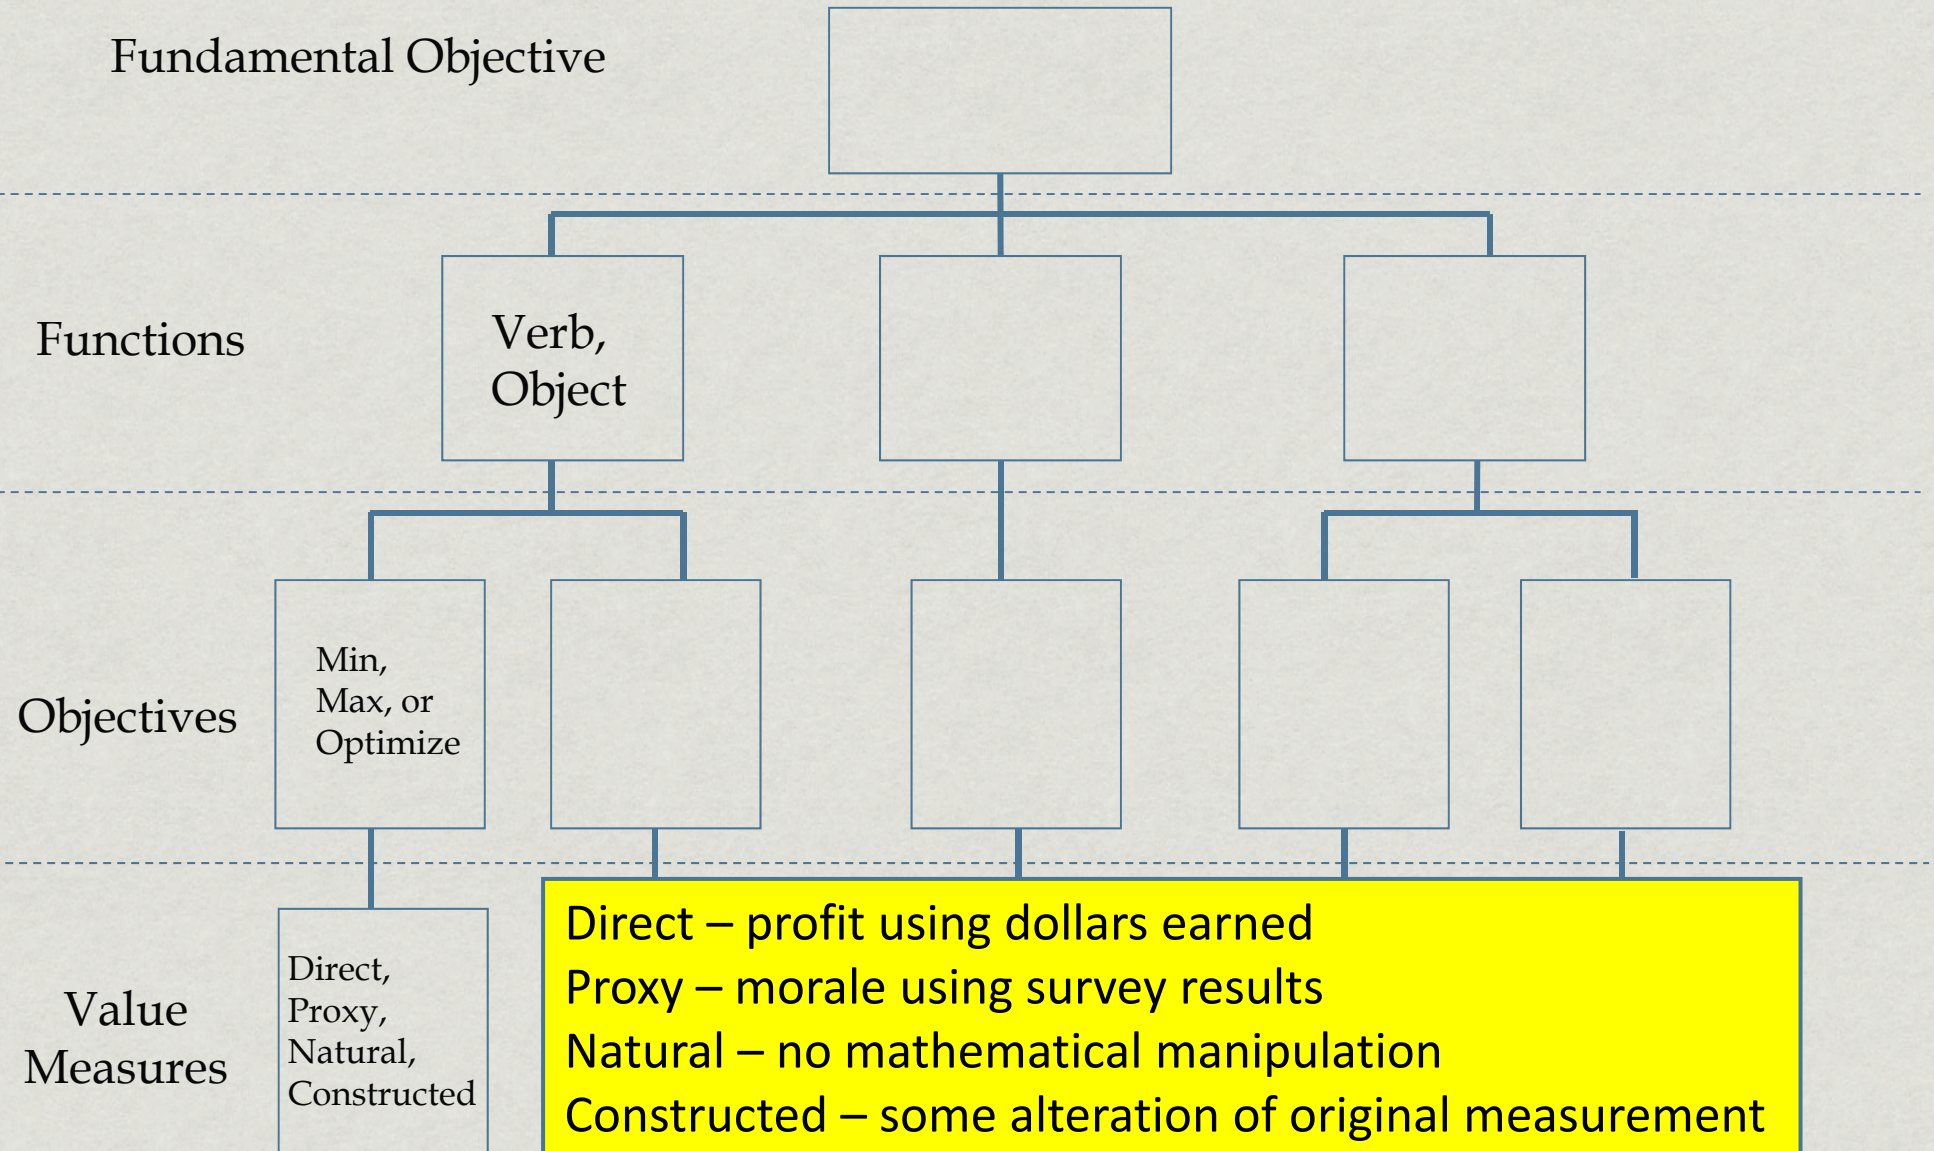 Fundamental Objective
Functions
Verb,
Object
Objectives
Min,
Max, or
Optimize
Value
Measures
Direct,
Proxy,
Natural,
Constructed
Direct – profit using dollars earned
Proxy – morale using survey results
Natural – no mathematical manipulation
Constructed – some alteration of original measurement